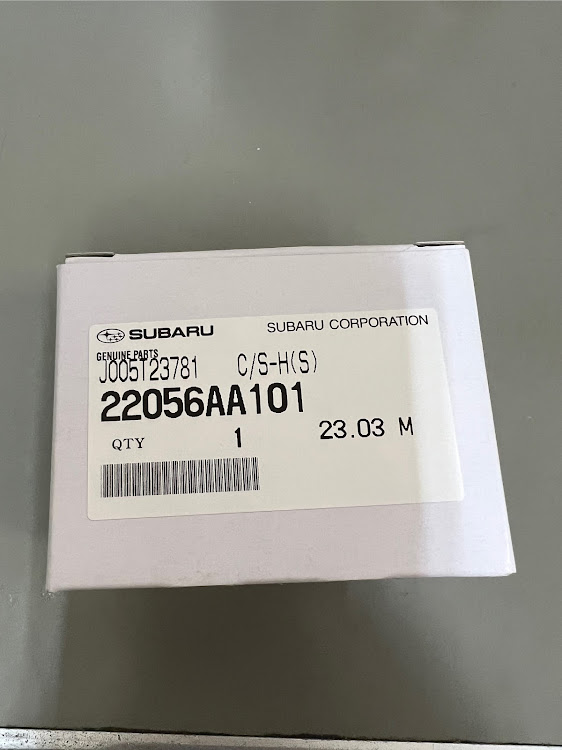 SUBARU SUBARU CORPORATION
GENUINE PARTS
J005T23781 C/S-H(S)
22056AA101
QTY 1 23.03 M